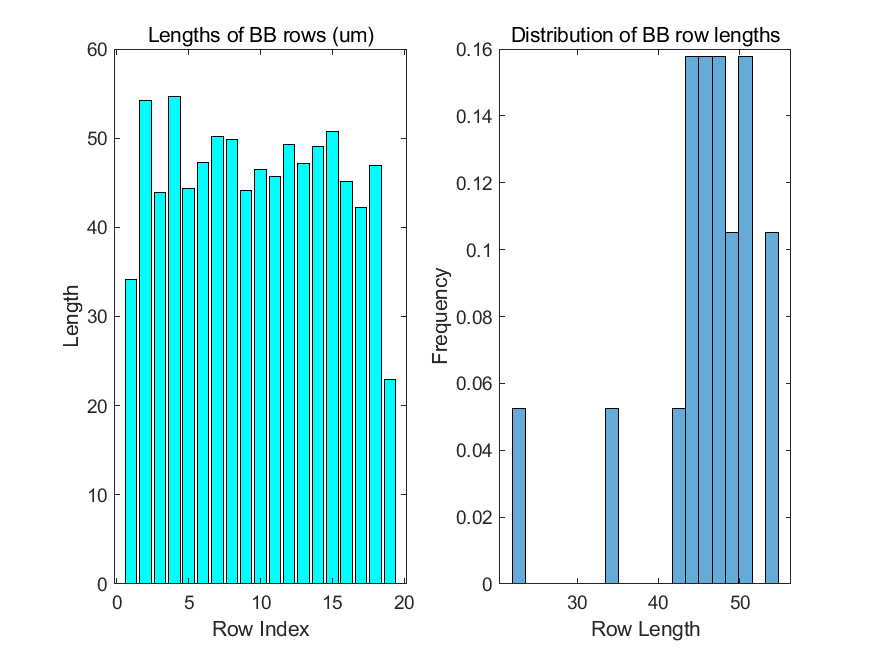 Lengths of BB rows (um)
60
50
40
30
20
10
0
Length
0 5 10 15 20
Row Index
Distribution of BB row lengths
0.16
0.14
0.12
0.1
0.08
0.06
0.04
0.02
0
Frequency
30 40 50
Row Length